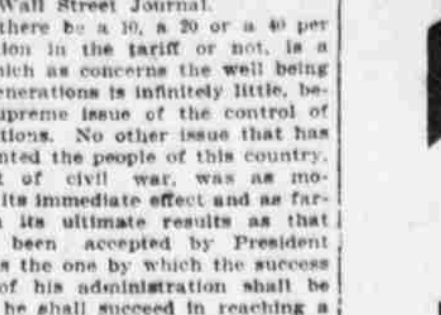 Wall Street Journal.
there be a 10, a 20 or a 40 per
ion in the tariff or not, is a
hich as concerns the well being
enerations is infinitely little, be-
upreme issue of the control of
tions. No other issue that has
nted the people of this country,
t of civil war, was as mo-
its immediate effect and as far-
n its ultimate results as that
been accepted by President
s the one by which the success
of his administration shall be
he shall succeed in reaching a